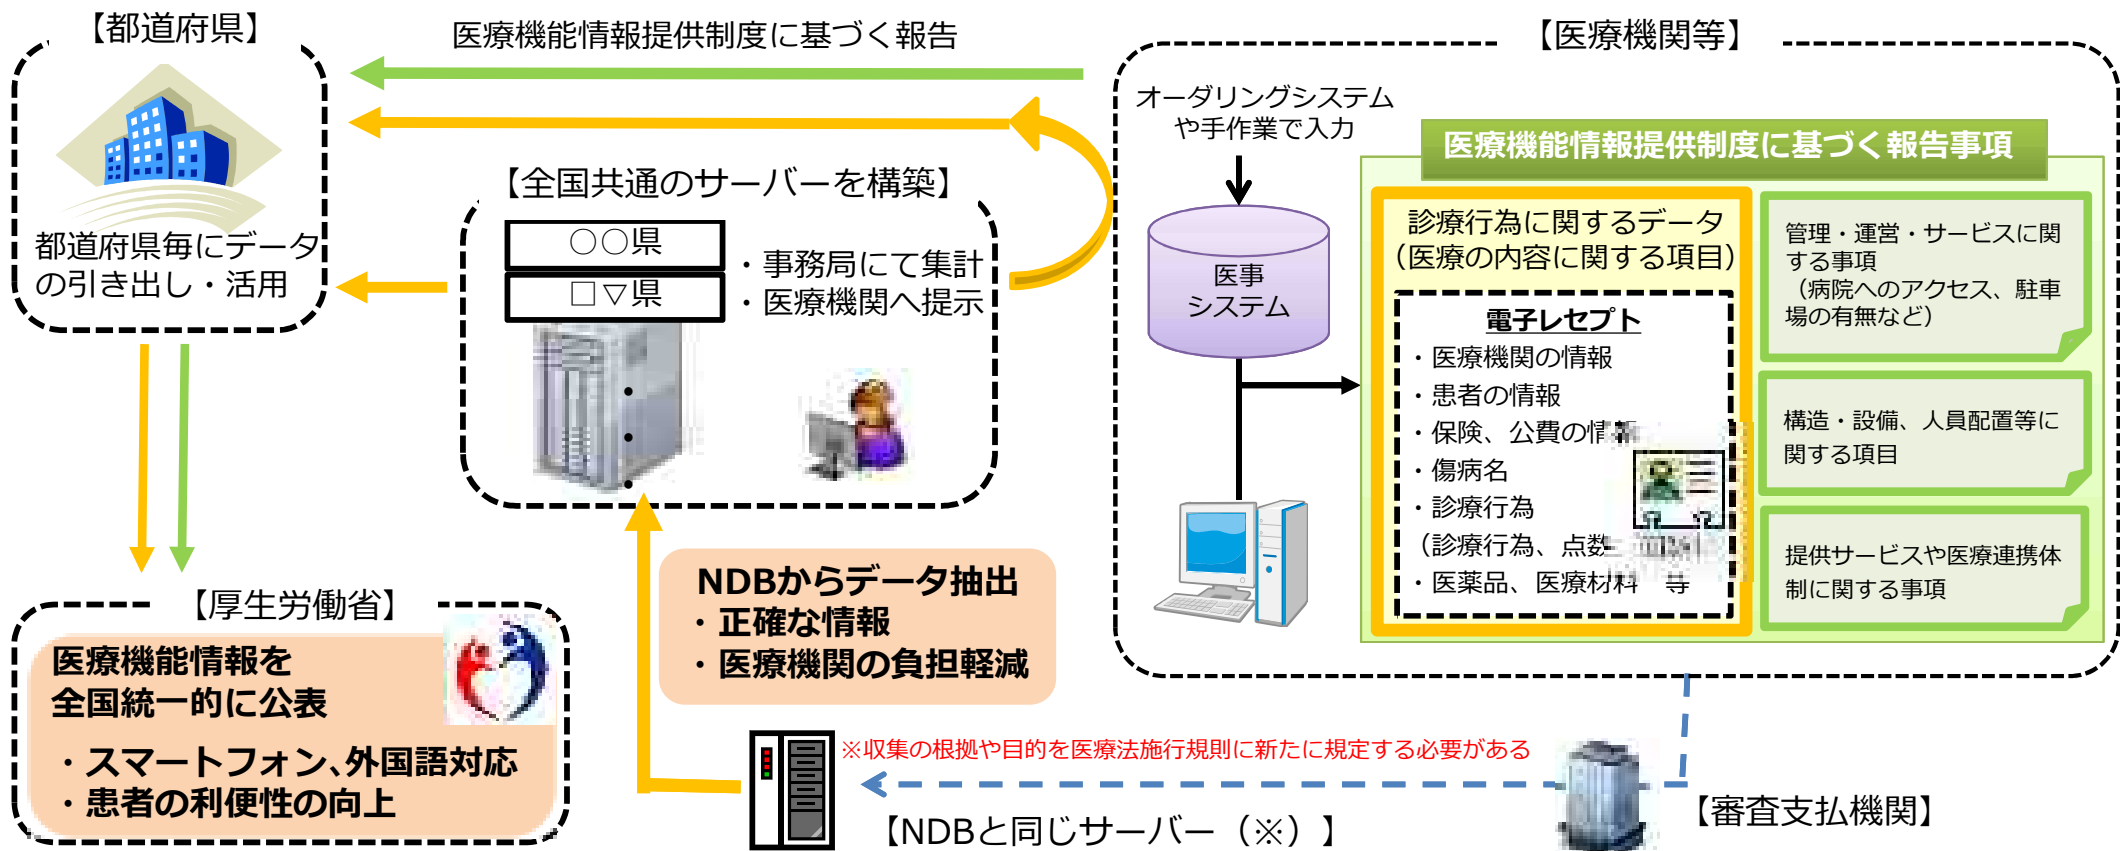 【都道府県】
都道府県毎にデータ
の引き出し・活用
医療機能情報提供制度に基づく報告
【全国共通のサーバーを構築】
○○県
□▽県
・事務局にて集計
・医療機関へ提示
【医療機関等】
オーダリングシステム
や手作業で入力
医事
システム
医療機能情報提供制度に基づく報告事項
診療行為に関するデータ
（医療の内容に関する項目）
電子レセプト
・医療機関の情報
・患者の情報
・保険、公費の情報
・傷病名
・診療行為
（診療行為、点数
・医薬品、医療材料 等
管理・運営・サービスに関
する事項
（病院へのアクセス、駐車
場の有無など）
構造・設備、人員配置等に
関する項目
提供サービスや医療連携体
制に関する事項
NDBからデータ抽出
・正確な情報
・医療機関の負担軽減
【厚生労働省】
医療機能情報を
全国統一的に公表
・スマートフォン、外国語対応
・患者の利便性の向上
※収集の根拠や目的を医療法施行規則に新たに規定する必要がある
【NDBと同じサーバー（※）】
【審査支払機関】